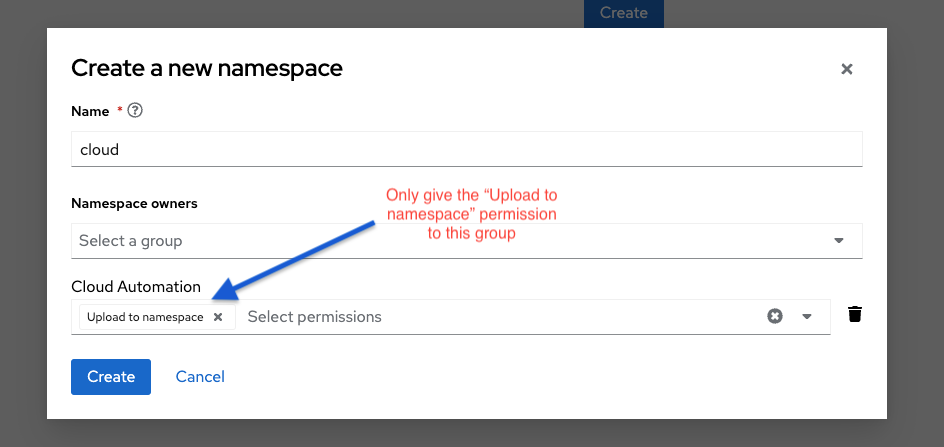 Create
Create a new namespace
Name *
cloud
Only give the “Upload to
namespace” permission
to this group
Namespace owners
Select a group
Cloud Automation
Upload to namespace
Select permissions
Create
Cancel